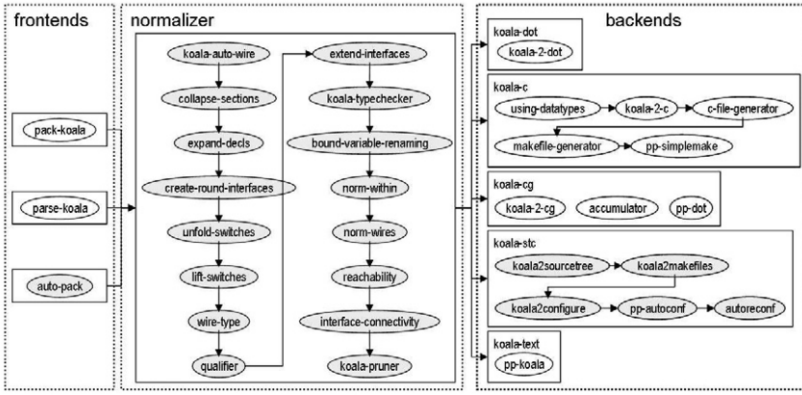 frontends
normalizer
backends
pack-koala
parse-koala
auto-pack
koala-auto-wire
collapse-sections
expand-decls
create-round-interfaces
unfold-switches
lift-switches
wire-type
qualifier
extend-interfaces
koala-typechecker
bound-variable-renaming
norm-within
norm-wires
reachability
interface-connectivity
koala-pruner
koala-dot
koala-2-dot
koala-c
using-datatypes
koala-2-c
c-file-generator
makefile-generator
pp-simplemake
koala-cg
koala-2-cg
accumulator
pp-dot
koala-stc
koala2sourcetree
koala2makefiles
koala2configure
pp-autoconf
autoreconf
koala-text
pp-koala